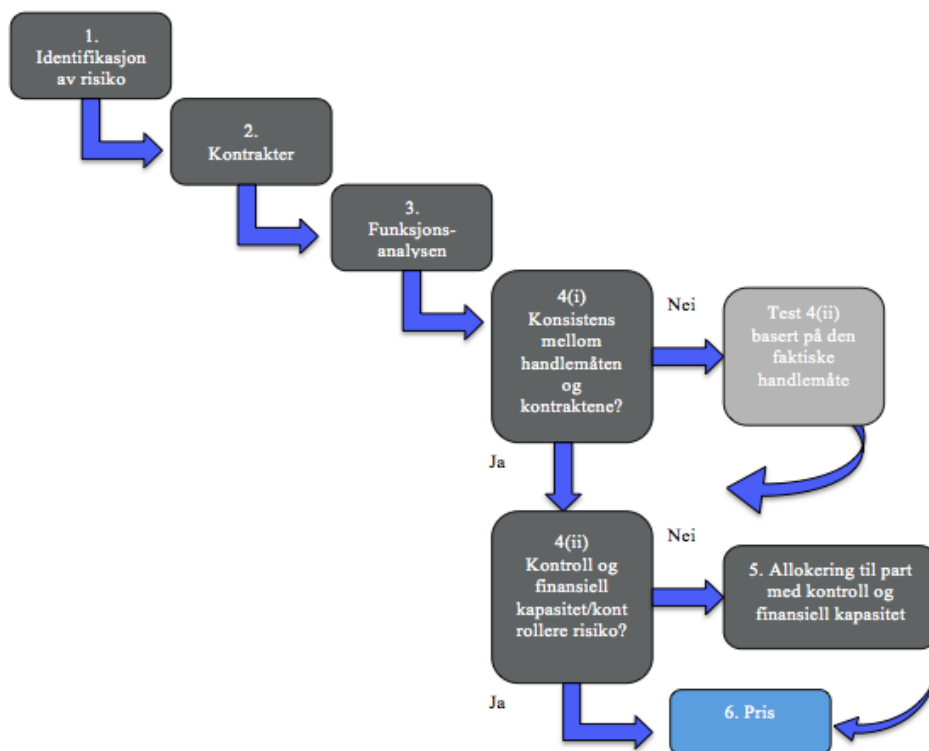 1.
Identifikasjon
av risiko
2.
Kontrakter
3.
Funksjons-
analysen
4(i)
Konsistens
mellom
handlemåten
og
kontraktene?
Nei
Test 4(ii)
basert på den
faktiske
handlemåte
Ja
4(ii)
Kontroll og
finansiell
kapasitet/kont
rollere risiko?
Nei
5. Allokering til part
med kontroll og
finansiell kapasitet
Ja
6. Pris